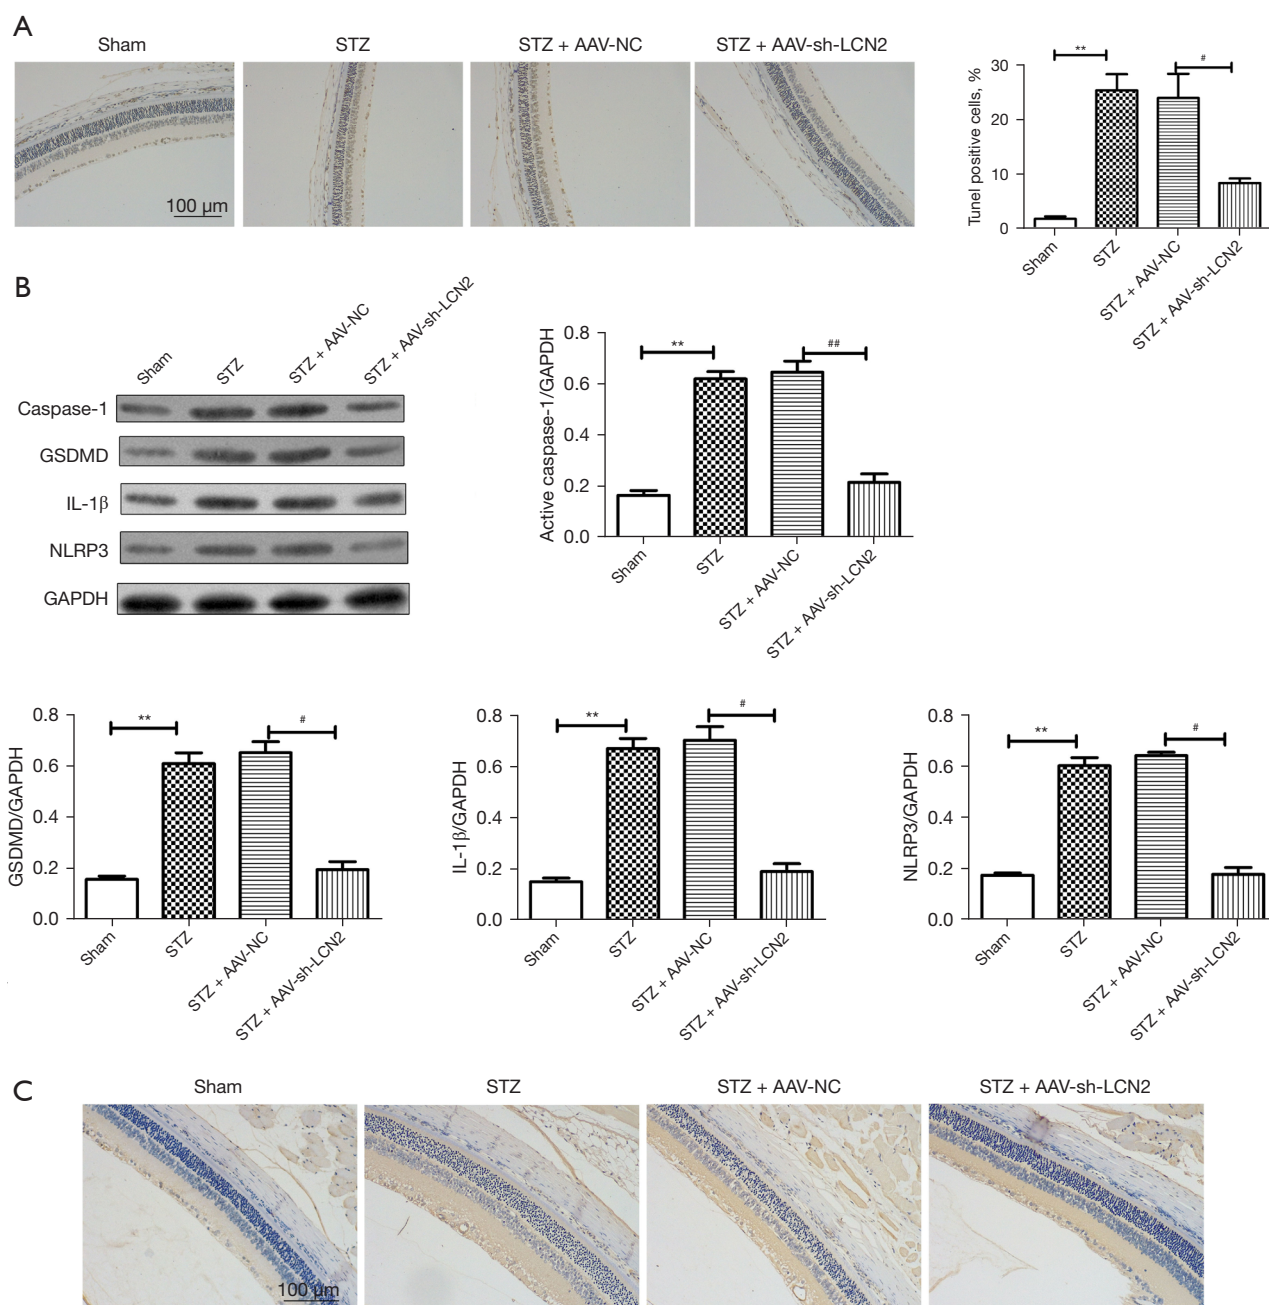 A
Sham
STZ
STZ + AAV-NC
STZ + AAV-sh-LCN2
100 µm
Tunel positive cells, %
30
20
10
0
**
#
Sham
STZ
STZ + AAV-NC
STZ + AAV-sh-LCN2
B
Sham
STZ
STZ + AAV-NC
STZ + AAV-sh-LCN2
Caspase-1
GSDMD
IL-1β
NLRP3
GAPDH
Active caspase-1/GAPDH
0.8
0.6
0.4
0.2
0.0
**
##
Sham
STZ
STZ + AAV-NC
STZ + AAV-sh-LCN2
GSDMD/GAPDH
0.8
0.6
0.4
0.2
0.0
**
#
Sham
STZ
STZ + AAV-NC
STZ + AAV-sh-LCN2
IL-1β/GAPDH
0.8
0.6
0.4
0.2
0.0
**
#
Sham
STZ
STZ + AAV-NC
STZ + AAV-sh-LCN2
NLRP3/GAPDH
0.8
0.6
0.4
0.2
0.0
**
#
Sham
STZ
STZ + AAV-NC
STZ + AAV-sh-LCN2
C
Sham
STZ
STZ + AAV-NC
STZ + AAV-sh-LCN2
100 µm